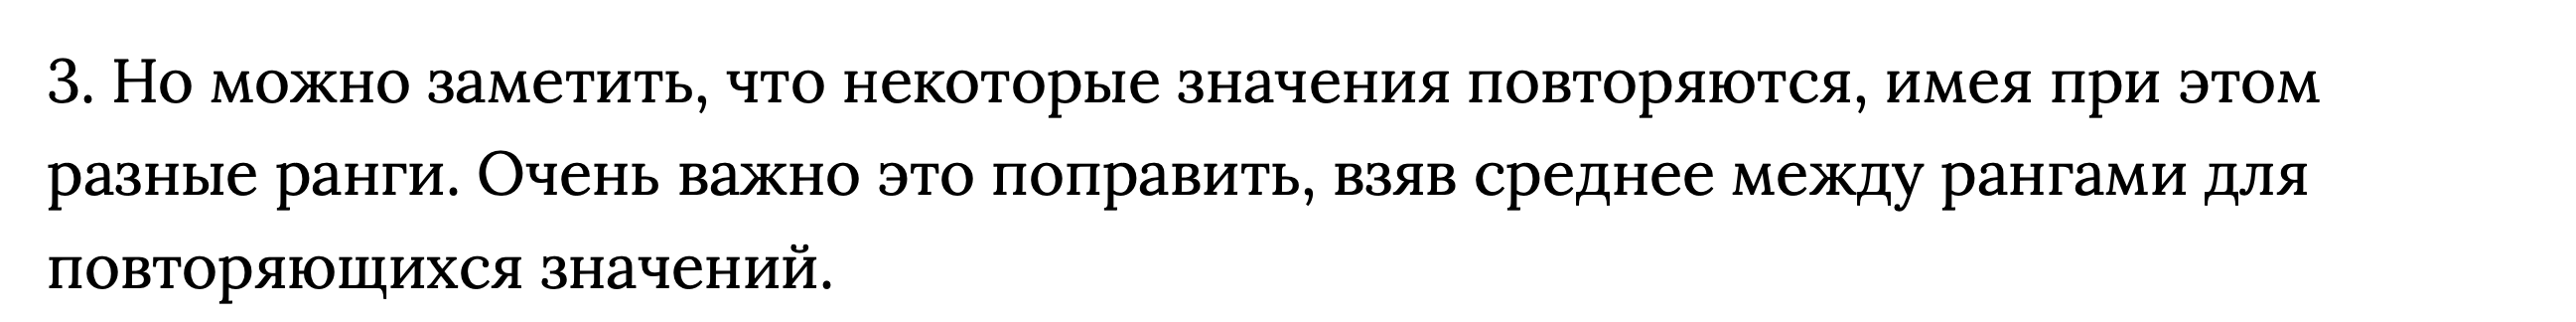 3. Но можно заметить, что некоторые значения повторяются, имея при этом
разные ранги. Очень важно это поправить, взяв среднее между рангами для
повторяющихся значений.